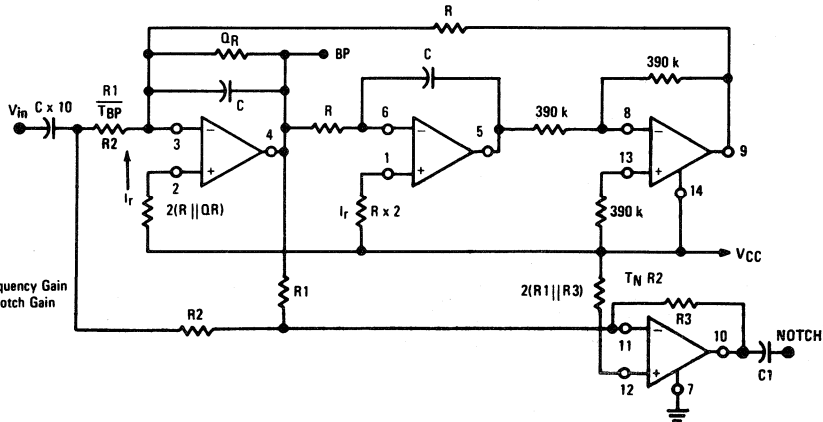 R
QR
BP
C
R1
TBP
R2
Vin
C x 10
Ir
3
2
4
2(R || QR)
R
C
6
1
5
Ir
R x 2
390 k
390 k
8
13
9
14
390 k
VCC
R1
2(R1 || R3)
TN R2
R3
R2
11
12
10
7
NOTCH
C1
quency Gain
otch Gain